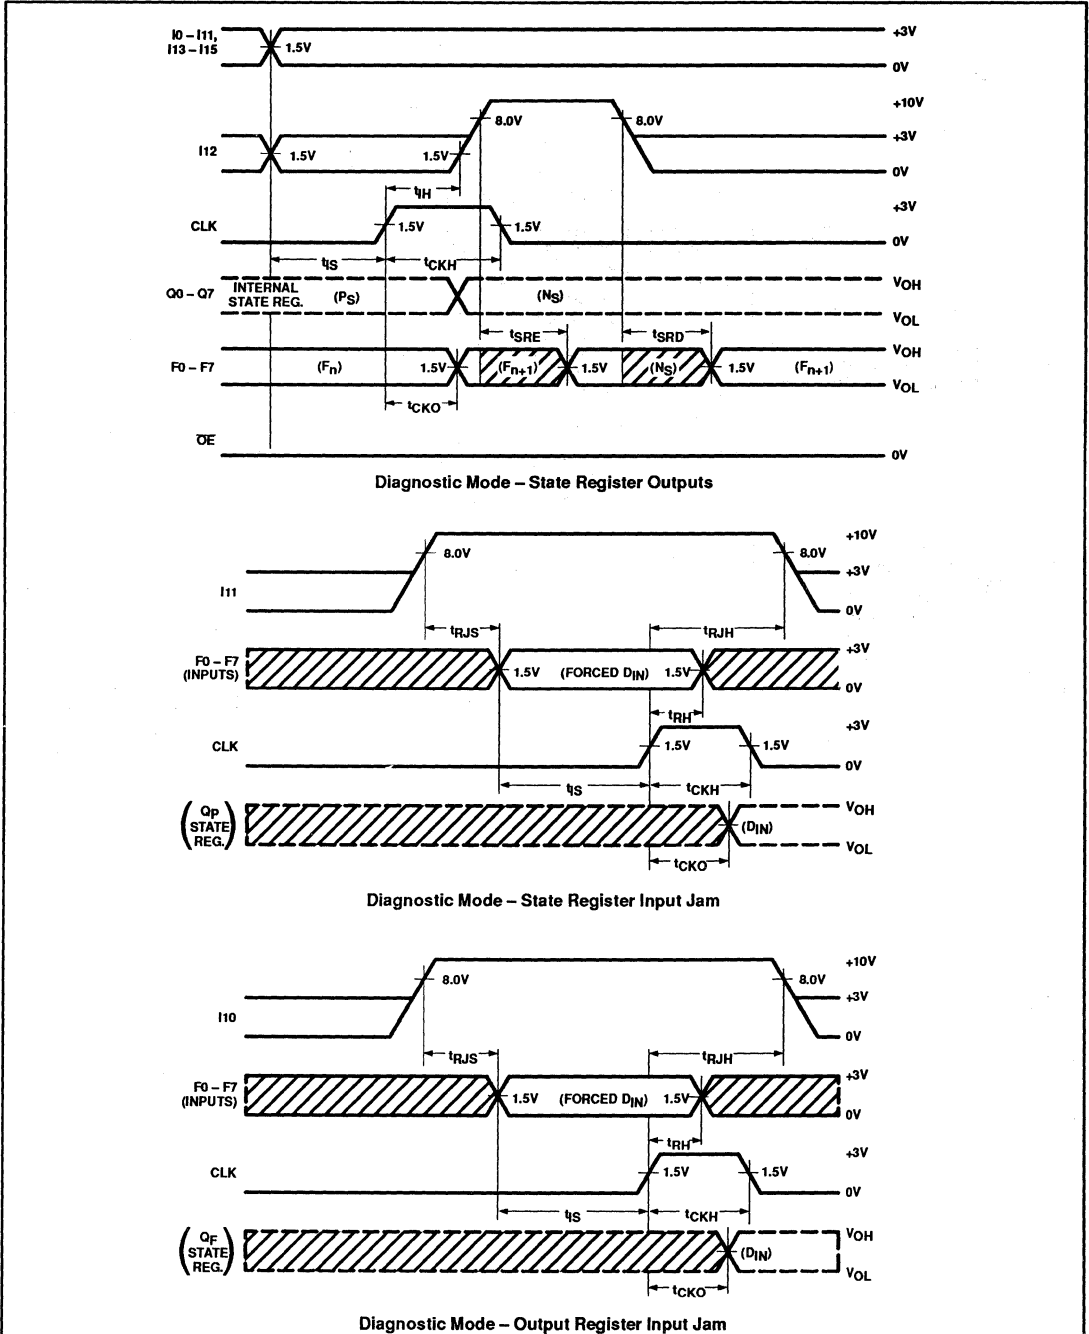 I0 – I11,
I13 – I15
1.5V
+3V
0V
+10V
8.0V
8.0V
+3V
I12
1.5V
1.5V
0V
tIH
+3V
CLK
1.5V
1.5V
0V
tIS
tCKH
VOH
Q0 – Q7
INTERNAL
STATE REG.
(PS)
(NS)
VOL
tSRE
tSRD
VOH
F0 – F7
(Fn)
1.5V
(Fn+1)
1.5V
(NS)
1.5V
(Fn+1)
VOL
tCKO
OE
0V
Diagnostic Mode – State Register Outputs
+10V
8.0V
8.0V
+3V
I11
0V
tRJS
tRJH
+3V
F0 – F7
(INPUTS)
1.5V
(FORCED DIN)
1.5V
0V
tRH
+3V
CLK
1.5V
1.5V
0V
tIS
tCKH
VOH
QP
STATE
REG.
(DIN)
VOL
tCKO
Diagnostic Mode – State Register Input Jam
+10V
8.0V
8.0V
+3V
I10
0V
tRJS
tRJH
+3V
F0 – F7
(INPUTS)
1.5V
(FORCED DIN)
1.5V
0V
tRH
+3V
CLK
1.5V
1.5V
0V
tIS
tCKH
VOH
QF
STATE
REG.
(DIN)
VOL
tCKO
Diagnostic Mode – Output Register Input Jam